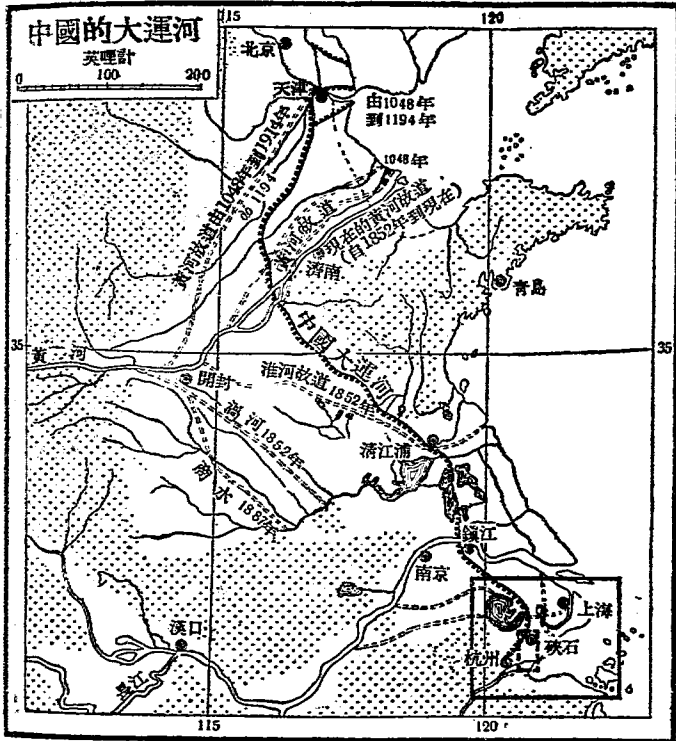 中國的大運河
英哩計
0 100 200
115
120
北京
天津
由1048年
到1194年
1048年
黃河故道由1048年到1914年
1194
黃河故道
現在的黃河故道
(自1852年到現在)
濟南
青島
中國大運河
35
35
黃河
開封
淮河故道1852年
渦河1852年
清江浦
1887年
鎮江
南京
上海
硤石
杭州
漢口
長江
115
120